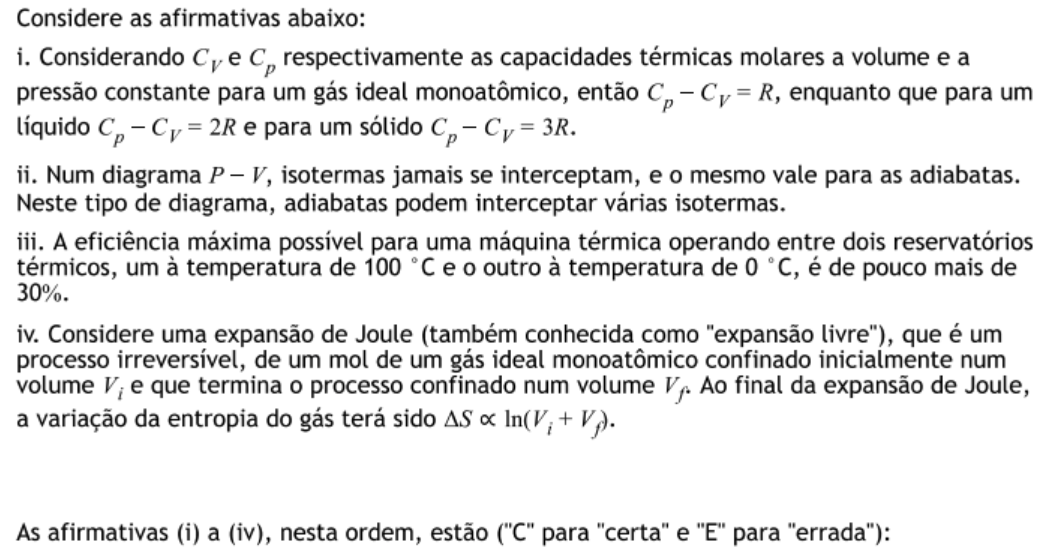 Considere as afirmativas abaixo:
i. Considerando C_V e C_p respectivamente as capacidades térmicas molares a volume e a
pressão constante para um gás ideal monoatômico, então C_p − C_V = R, enquanto que para um
líquido C_p − C_V = 2R e para um sólido C_p − C_V = 3R.
ii. Num diagrama P − V, isotermas jamais se interceptam, e o mesmo vale para as adiabatas.
Neste tipo de diagrama, adiabatas podem interceptar várias isotermas.
iii. A eficiência máxima possível para uma máquina térmica operando entre dois reservatórios
térmicos, um à temperatura de 100 °C e o outro à temperatura de 0 °C, é de pouco mais de
30%.
iv. Considere uma expansão de Joule (também conhecida como "expansão livre"), que é um
processo irreversível, de um mol de um gás ideal monoatômico confinado inicialmente num
volume V_i e que termina o processo confinado num volume V_f. Ao final da expansão de Joule,
a variação da entropia do gás terá sido ΔS ∝ ln(V_i + V_f).
As afirmativas (i) a (iv), nesta ordem, estão ("C" para "certa" e "E" para "errada"):